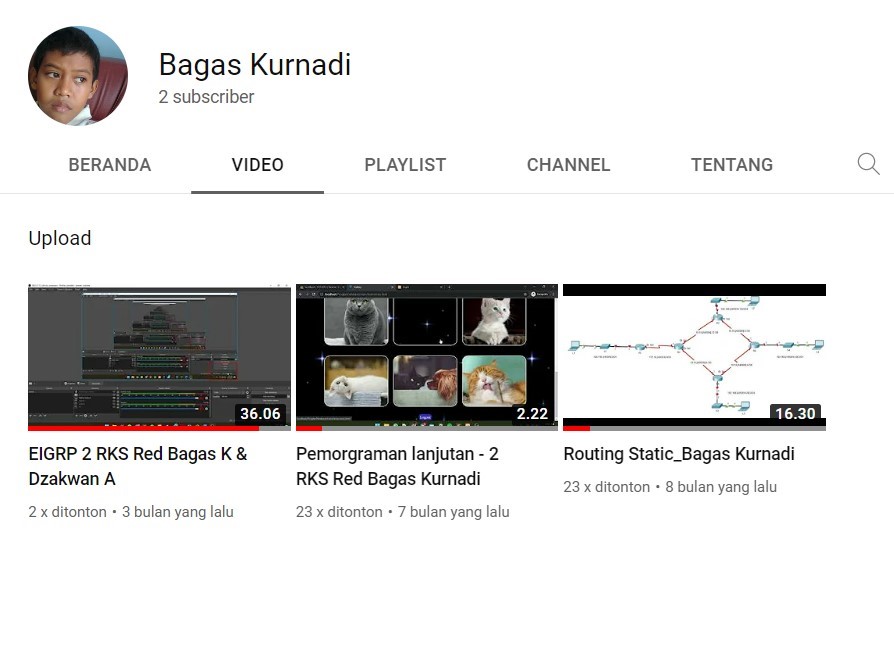 Bagas Kurnadi
2 subscriber
BERANDA VIDEO PLAYLIST CHANNEL TENTANG
Upload
36.06 2.22 16.30
EIGRP 2 RKS Red Bagas K &
Dzakwan A
2 x ditonton • 3 bulan yang lalu
Pemorgraman lanjutan - 2
RKS Red Bagas Kurnadi
23 x ditonton • 7 bulan yang lalu
Routing Static_Bagas Kurnadi
23 x ditonton • 8 bulan yang lalu